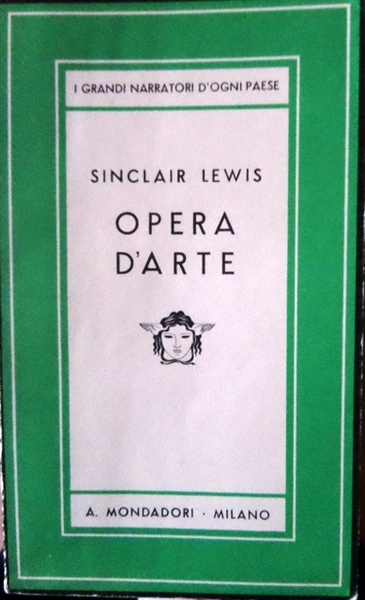 I GRANDI NARRATORI D'OGNI PAESE
SINCLAIR LEWIS
OPERA
D'ARTE
A. MONDADORI · MILANO